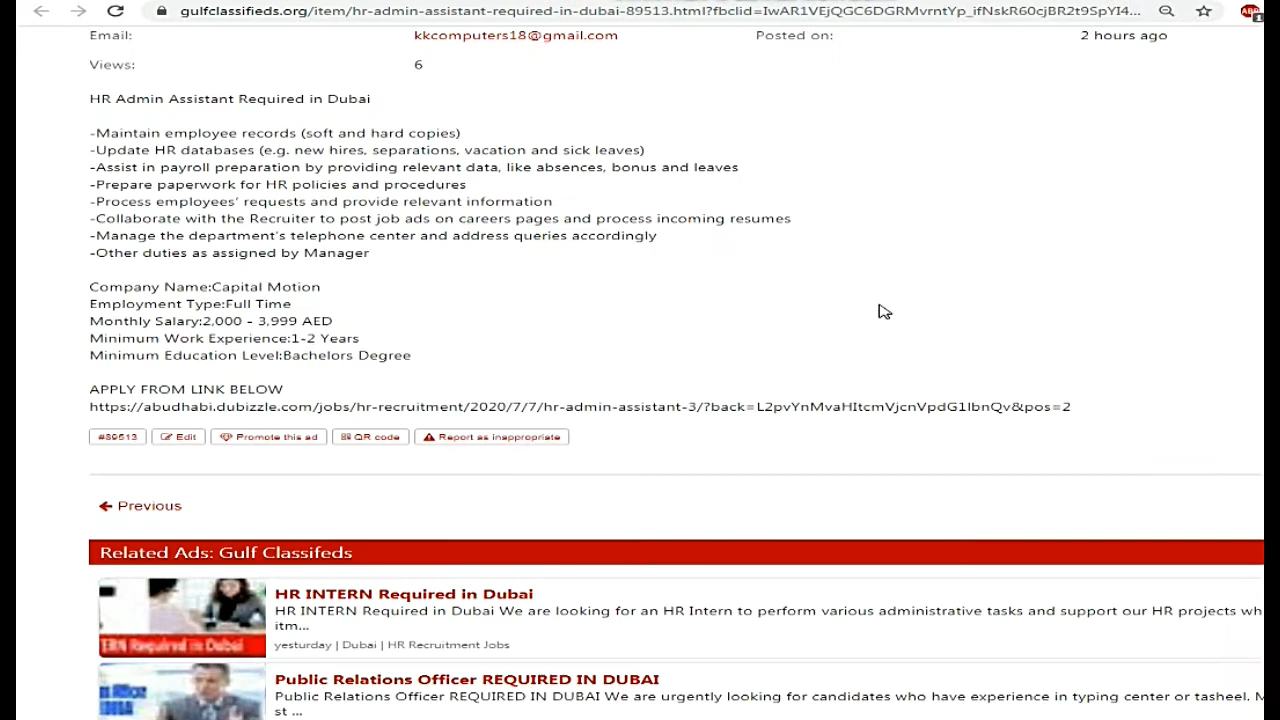 gulfclassifieds.org/item/hr-admin-assistant-required-in-dubai-89513.html?fbclid=IwAR1VEjQGC6DGRMvrntYp_ifNskR60cjBR2t9SpYI4...
Email: kkcomputers18@gmail.com Posted on: 2 hours ago
Views: 6
HR Admin Assistant Required in Dubai
-Maintain employee records (soft and hard copies)
-Update HR databases (e.g. new hires, separations, vacation and sick leaves)
-Assist in payroll preparation by providing relevant data, like absences, bonus and leaves
-Prepare paperwork for HR policies and procedures
-Process employees' requests and provide relevant information
-Collaborate with the Recruiter to post job ads on careers pages and process incoming resumes
-Manage the department's telephone center and address queries accordingly
-Other duties as assigned by Manager
Company Name:Capital Motion
Employment Type:Full Time
Monthly Salary:2,000 - 3,999 AED
Minimum Work Experience:1-2 Years
Minimum Education Level:Bachelors Degree
APPLY FROM LINK BELOW
https://abudhabi.dubizzle.com/jobs/hr-recruitment/2020/7/7/hr-admin-assistant-3/?back=L2pvYnMvaHItcmVjcnVpdG1lbnQv&pos=2
#89513 Edit Promote this ad QR code Report as inappropriate
Previous
Related Ads: Gulf Classifeds
HR INTERN Required in Dubai
HR INTERN Required in Dubai We are looking for an HR Intern to perform various administrative tasks and support our HR projects wh
itm...
yesterday | Dubai | HR Recruitment Jobs
ERN Required in Dubai
Public Relations Officer REQUIRED IN DUBAI
Public Relations Officer REQUIRED IN DUBAI We are urgently looking for candidates who have experience in typing center or tasheel. M
st ...